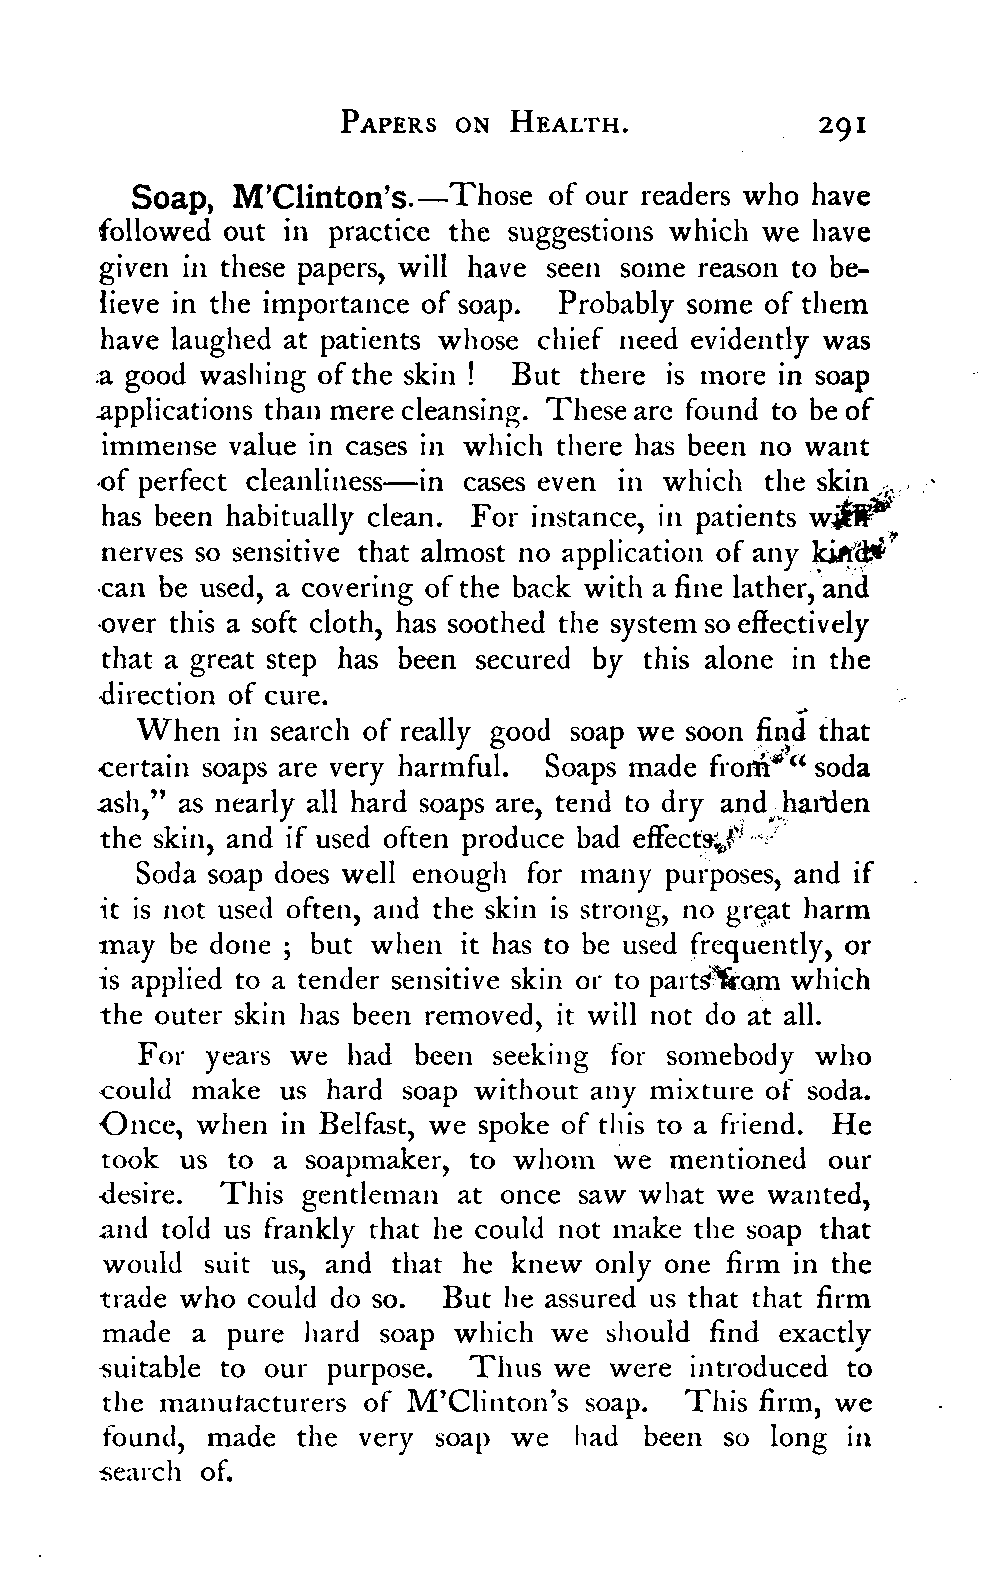 PAPERS ON HEALTH. 291
Soap, M'Clinton's.—Those of our readers who have
followed out in practice the suggestions which we have
given in these papers, will have seen some reason to be-
lieve in the importance of soap. Probably some of them
have laughed at patients whose chief need evidently was
a good washing of the skin ! But there is more in soap
applications than mere cleansing. These are found to be of
immense value in cases in which there has been no want
of perfect cleanliness—in cases even in which the skin
has been habitually clean. For instance, in patients with
nerves so sensitive that almost no application of any kind
can be used, a covering of the back with a fine lather, and
over this a soft cloth, has soothed the system so effectively
that a great step has been secured by this alone in the
direction of cure.
When in search of really good soap we soon find that
certain soaps are very harmful. Soaps made from “ soda
ash,” as nearly all hard soaps are, tend to dry and harden
the skin, and if used often produce bad effects.
Soda soap does well enough for many purposes, and if
it is not used often, and the skin is strong, no great harm
may be done ; but when it has to be used frequently, or
is applied to a tender sensitive skin or to parts from which
the outer skin has been removed, it will not do at all.
For years we had been seeking for somebody who
could make us hard soap without any mixture of soda.
Once, when in Belfast, we spoke of this to a friend. He
took us to a soapmaker, to whom we mentioned our
desire. This gentleman at once saw what we wanted,
and told us frankly that he could not make the soap that
would suit us, and that he knew only one firm in the
trade who could do so. But he assured us that that firm
made a pure hard soap which we should find exactly
suitable to our purpose. Thus we were introduced to
the manufacturers of M'Clinton's soap. This firm, we
found, made the very soap we had been so long in
search of.